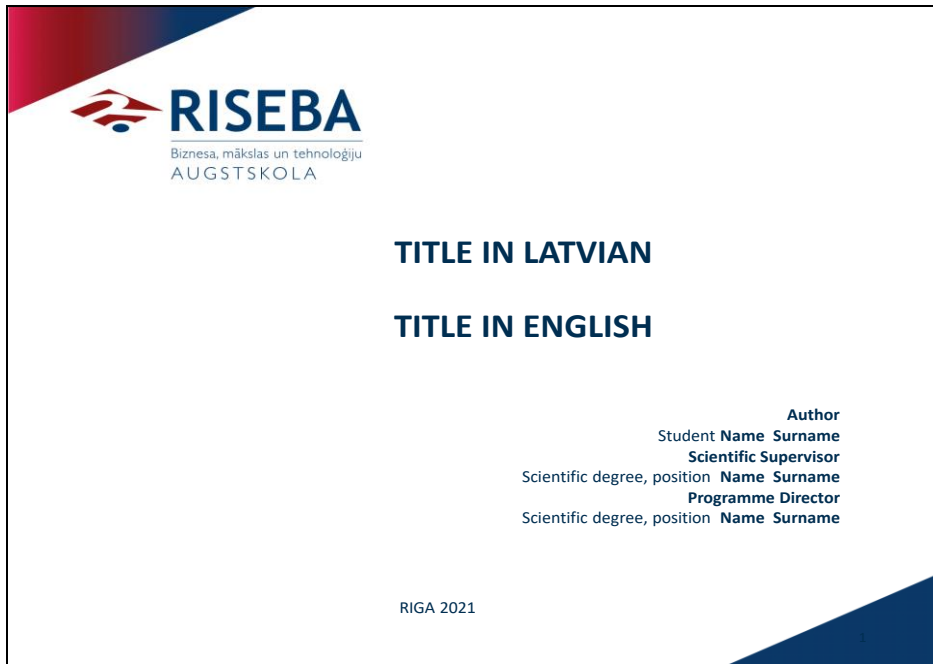 RISEBA
Biznesa, mākslas un tehnoloģiju
AUGSTSKOLA
TITLE IN LATVIAN
TITLE IN ENGLISH
Author
Student Name Surname
Scientific Supervisor
Scientific degree, position Name Surname
Programme Director
Scientific degree, position Name Surname
RIGA 2021
1